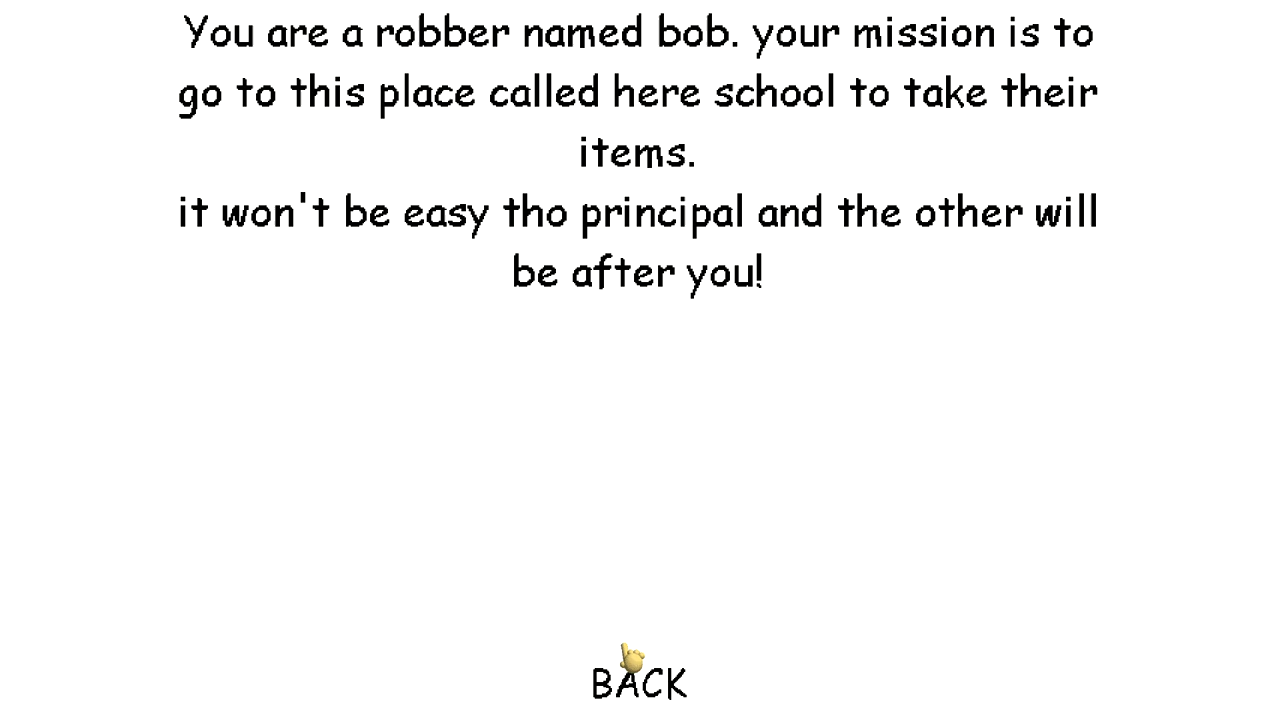 You are a robber named bob. your mission is to
go to this place called here school to take their
items.
it won't be easy tho principal and the other will
be after you!
BACK